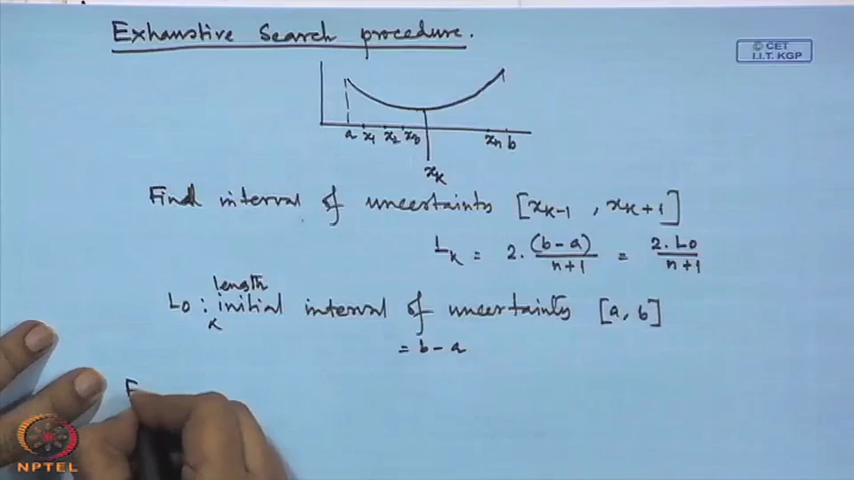 Exhaustive Search procedure.
© CET
I.I.T. KGP
a x₁ x₂ x₃ xₙ b
xₖ
Find interval of uncertainty [xₖ₋₁ , xₖ₊₁]
Lₖ = 2. (b-a)/n+1 = 2. L₀/n+1
length
L₀ : initial interval of uncertainty [a, b]
= b - a
NPTEL